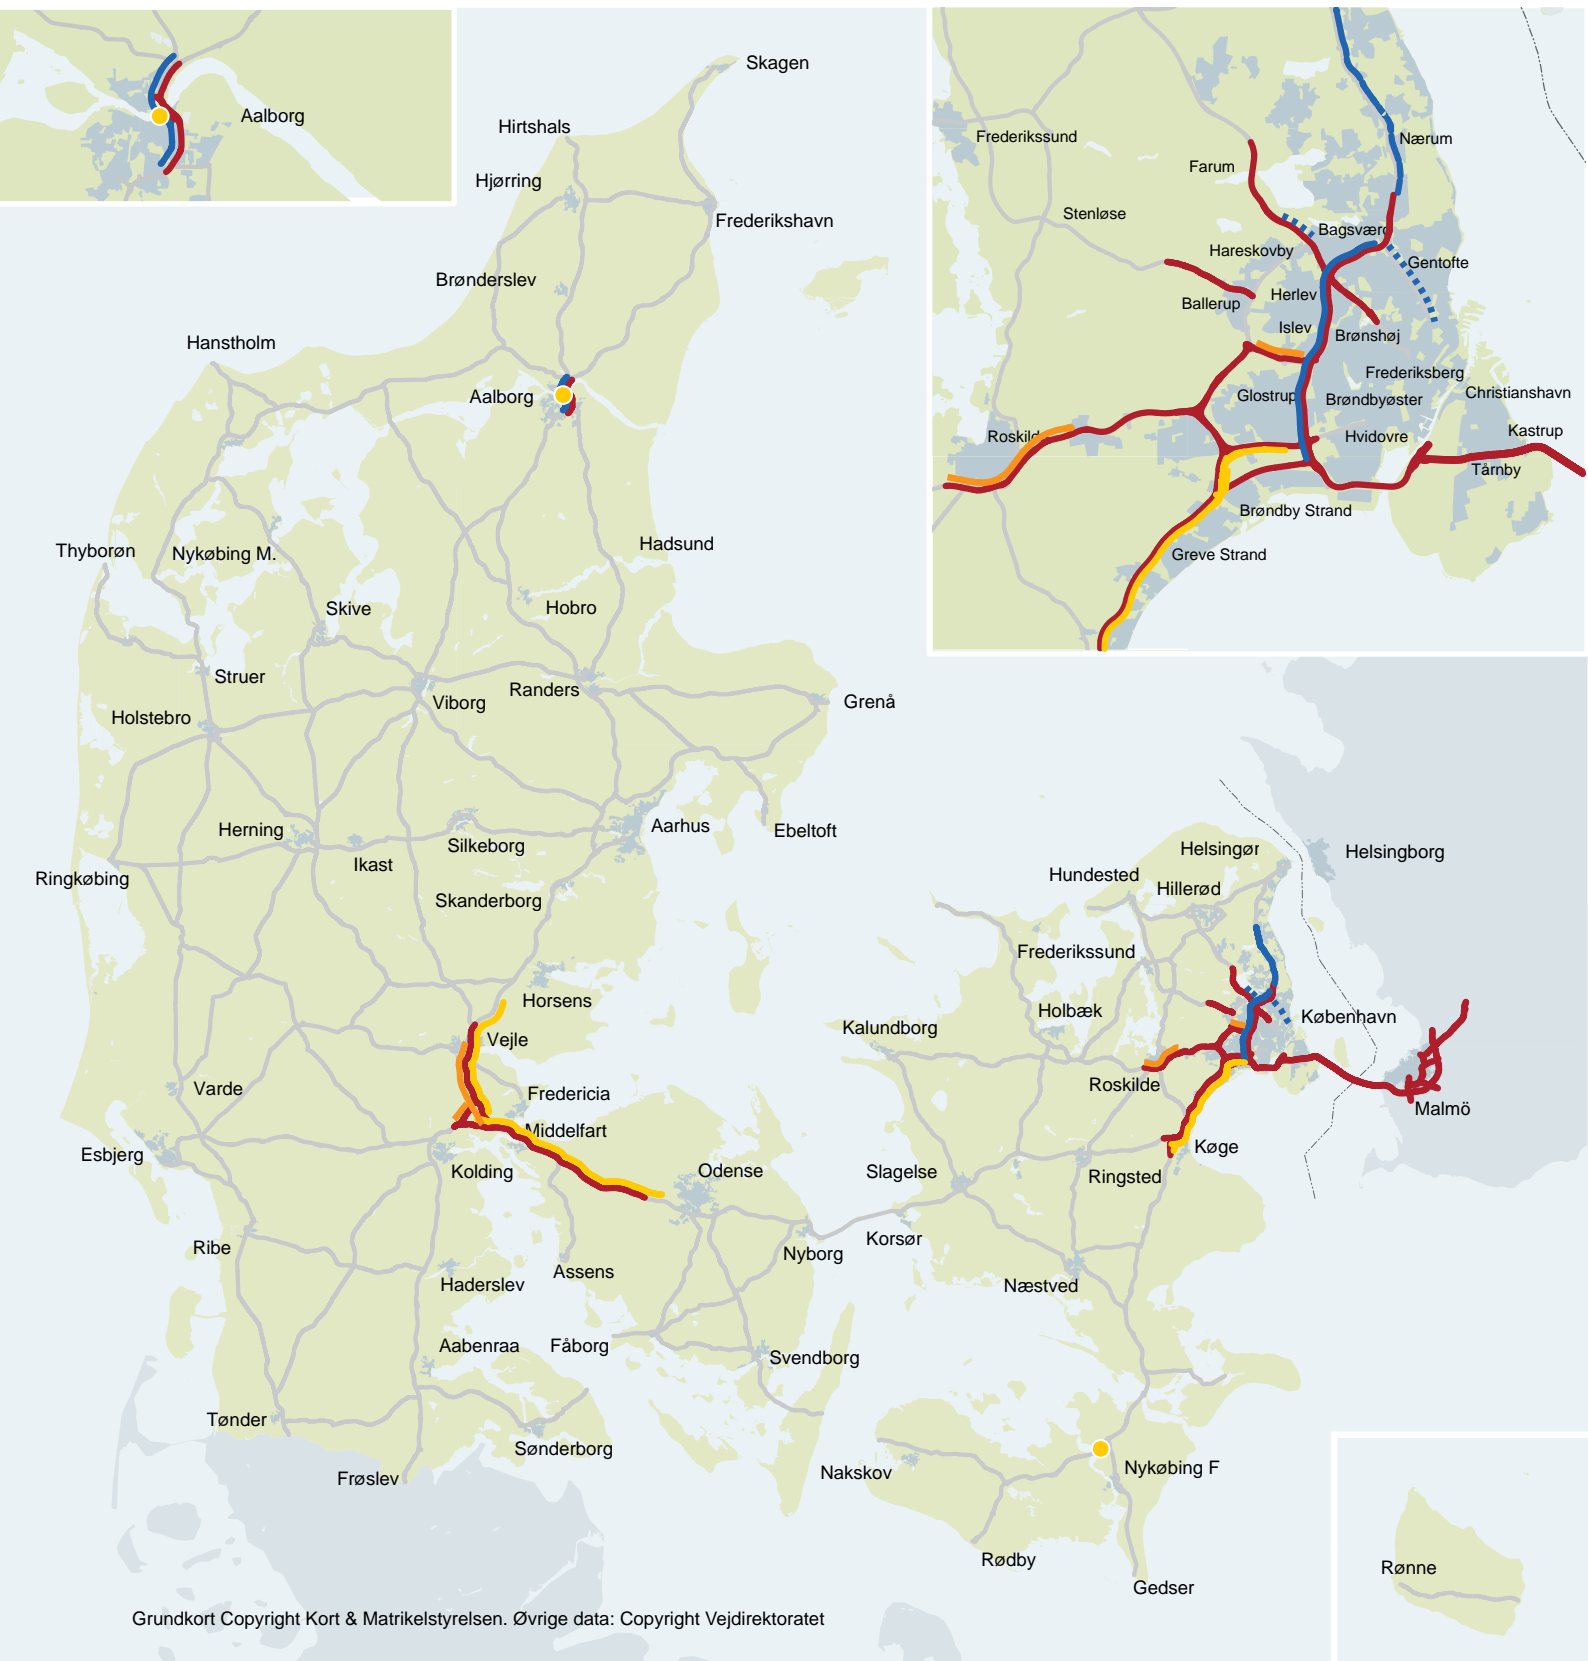 Aalborg
Skagen
Hirtshals
Hjørring
Frederikshavn
Brønderslev
Hanstholm
Aalborg
Thyborøn
Nykøbing M.
Hadsund
Skive
Hobro
Struer
Viborg
Randers
Grenå
Holstebro
Herning
Ikast
Silkeborg
Aarhus
Ebeltoft
Ringkøbing
Skanderborg
Horsens
Vejle
Varde
Fredericia
Middelfart
Esbjerg
Kolding
Odense
Ribe
Nyborg
Haderslev
Assens
Aabenraa
Fåborg
Svendborg
Tønder
Sønderborg
Frøslev
Frederikssund
Nærum
Farum
Stenløse
Bagsværd
Hareskovby
Gentofte
Ballerup
Herlev
Islev
Brønshøj
Frederiksberg
Glostrup
Brøndbyøster
Christianshavn
Roskilde
Hvidovre
Kastrup
Tårnby
Brøndby Strand
Greve Strand
Helsingør
Helsingborg
Hundested
Hillerød
Frederikssund
Holbæk
København
Kalundborg
Roskilde
Malmö
Køge
Slagelse
Ringsted
Korsør
Næstved
Nakskov
Nykøbing F
Rødby
Gedser
Rønne
Grundkort Copyright Kort & Matrikelstyrelsen. Øvrige data: Copyright Vejdirektoratet